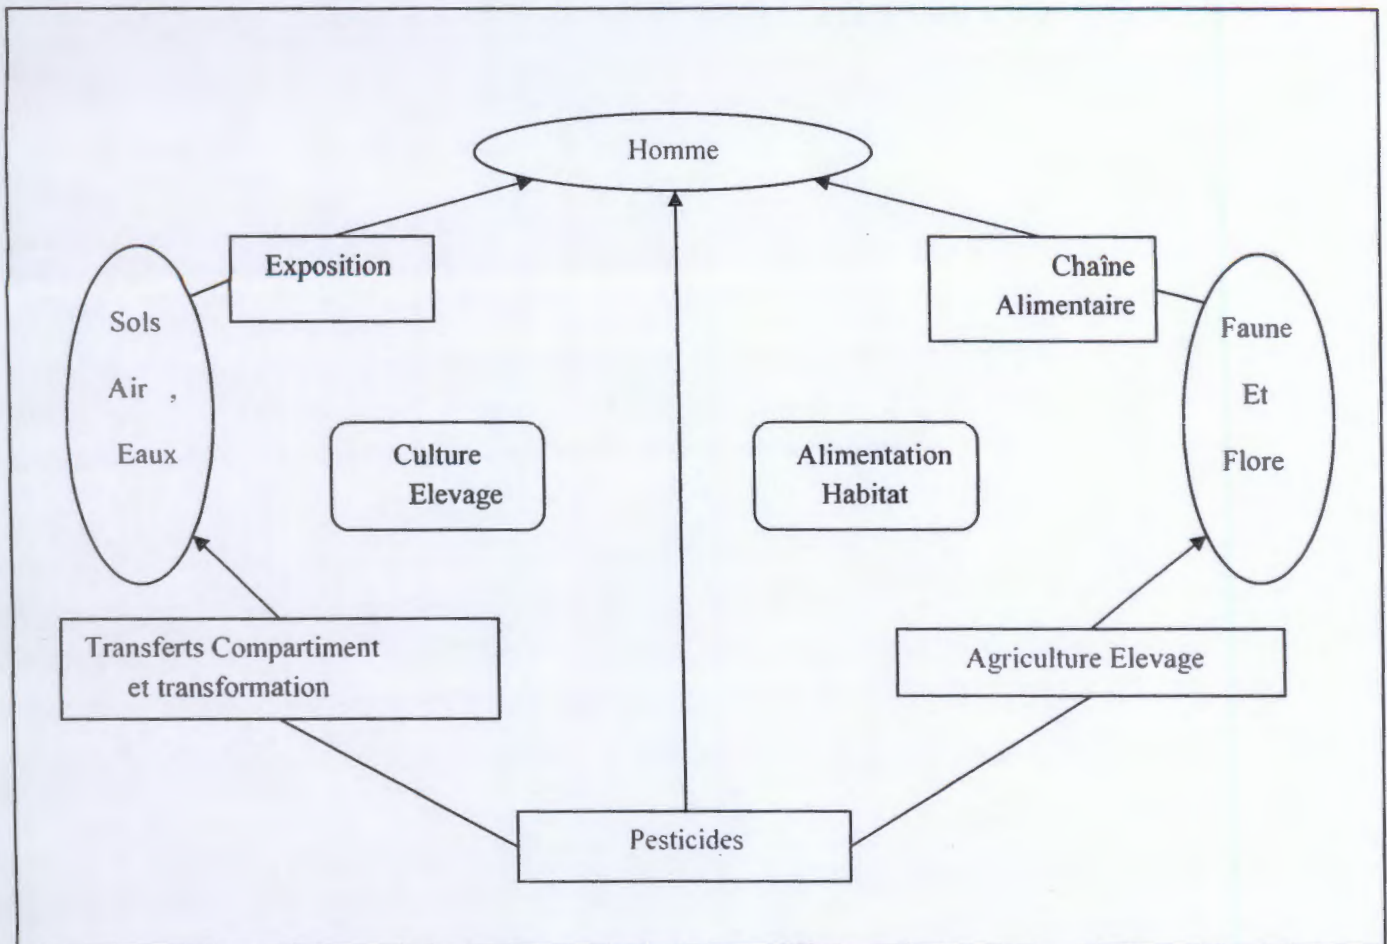 Homme
Exposition
Chaîne
Alimentaire
Sols
Air ,
Eaux
Faune
Et
Flore
Culture
Elevage
Alimentation
Habitat
Transferts Compartiment
et transformation
Agriculture Elevage
Pesticides